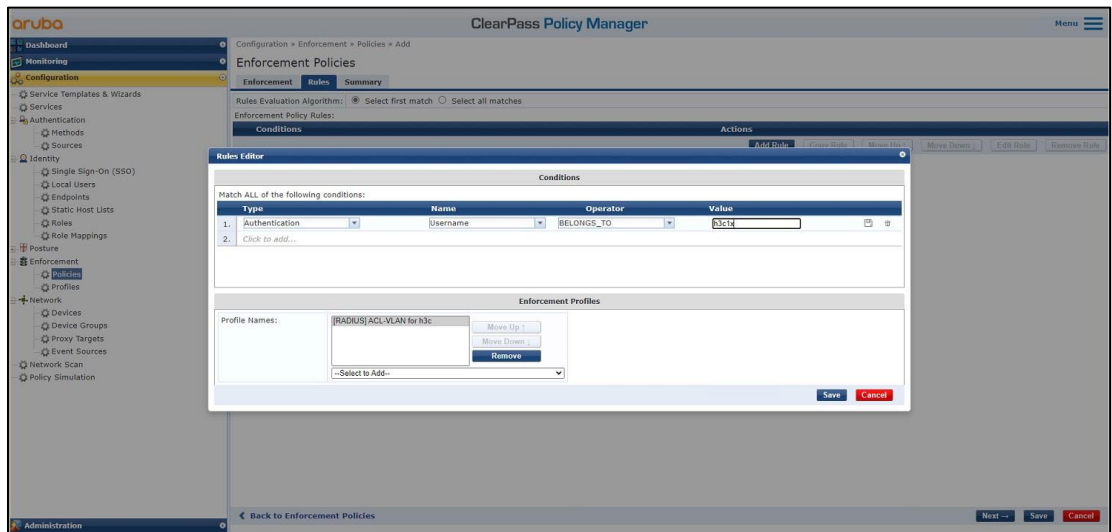 aruba
ClearPass Policy Manager
Menu
Dashboard
Monitoring
Configuration
Service Templates & Wizards
Services
Authentication
Methods
Sources
Identity
Single Sign-On (SSO)
Local Users
Endpoints
Static Host Lists
Roles
Role Mappings
Posture
Enforcement
Policies
Profiles
Network
Devices
Device Groups
Proxy Targets
Event Sources
Network Scan
Policy Simulation
Administration
Configuration » Enforcement » Policies » Add
Enforcement Policies
Enforcement Rules Summary
Rules Evaluation Algorithm: Select first match Select all matches
Enforcement Policy Rules:
Conditions Actions
Add Rule Copy Rule Move Up ↑ Move Down ↓ Edit Rule Remove Rule
Rules Editor
Conditions
Match ALL of the following conditions:
Type Name Operator Value
1. Authentication Username BELONGS_TO h3c1x
2. Click to add...
Enforcement Profiles
Profile Names: [RADIUS] ACL-VLAN for h3c
Move Up ↑
Move Down ↓
Remove
--Select to Add--
Save Cancel
Back to Enforcement Policies
Next → Save Cancel